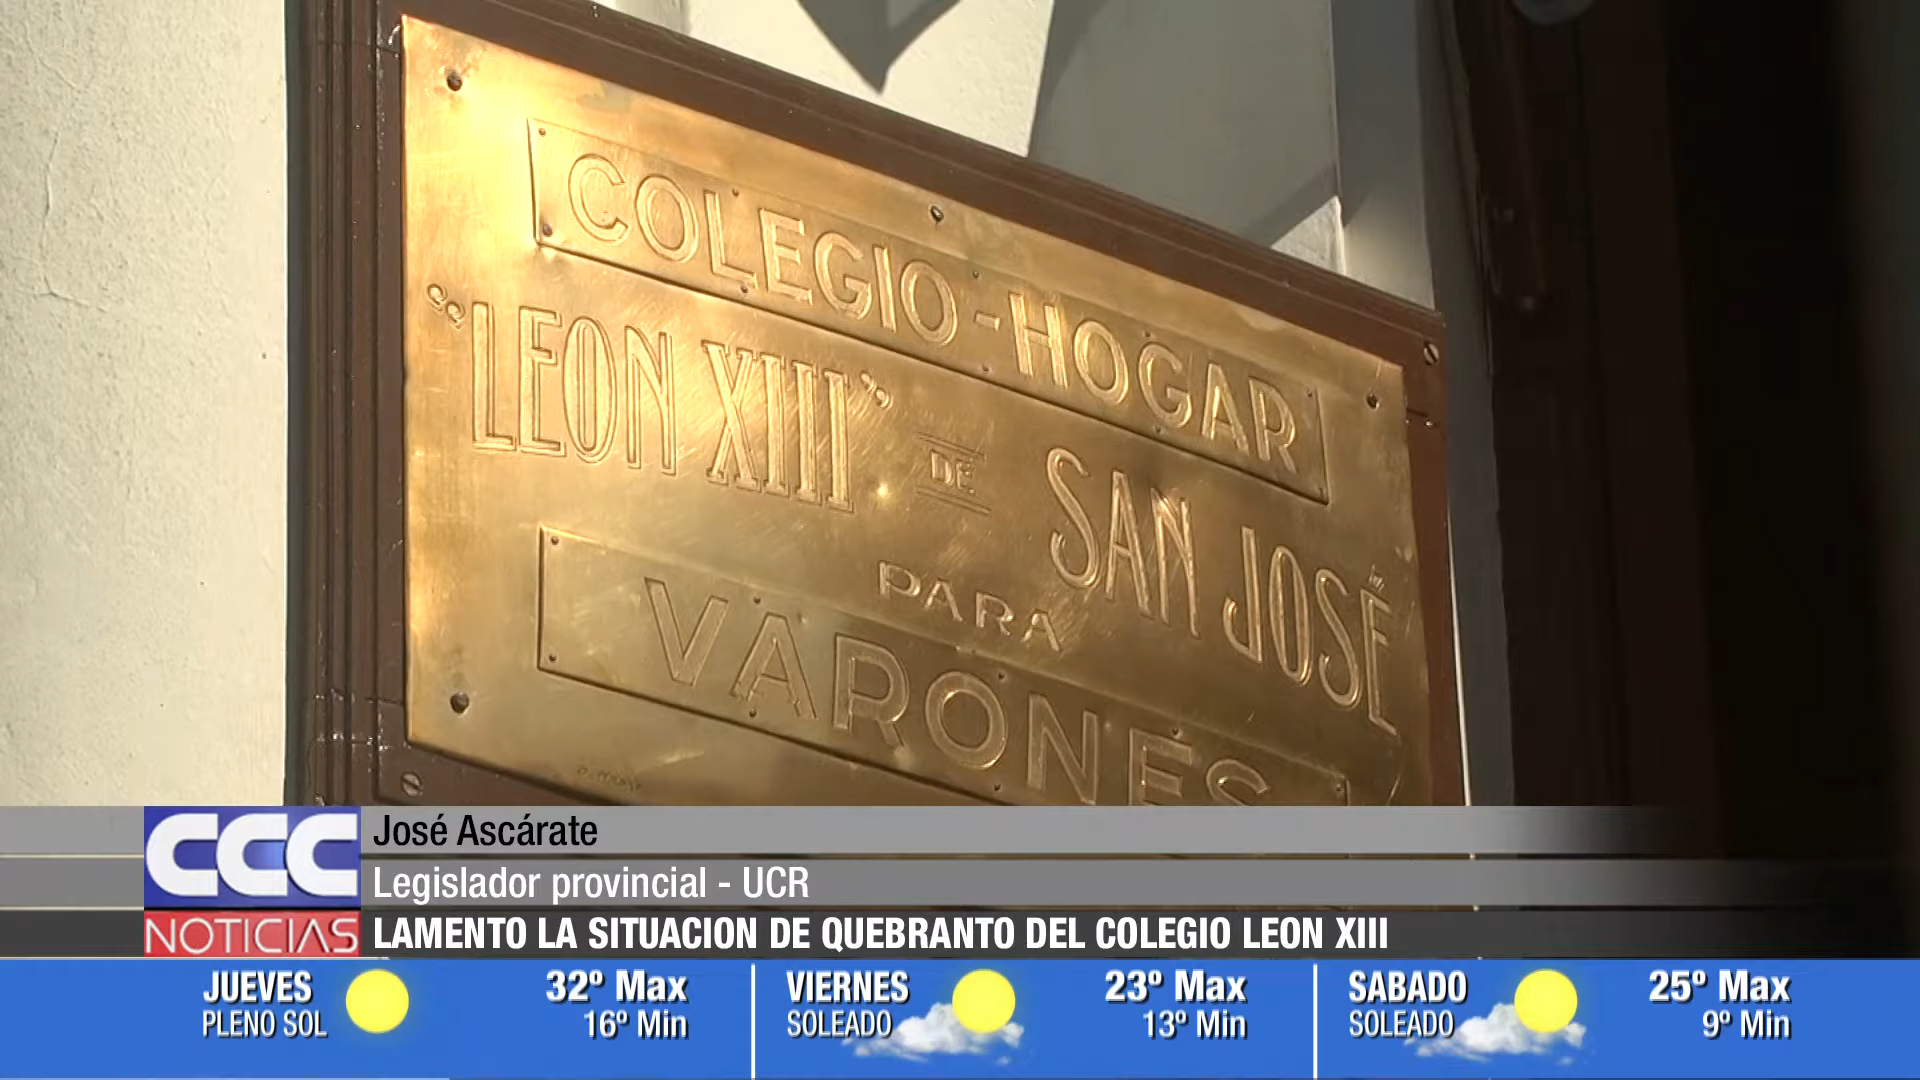 COLEGIO-HOGAR
"LEON XIII" DE SAN JOSÉ
PARA
VARONES
CCC
NOTICIAS
José Ascárate
Legislador provincial - UCR
LAMENTO LA SITUACION DE QUEBRANTO DEL COLEGIO LEON XIII
JUEVES
PLENO SOL
32º Max
16º Min
VIERNES
SOLEADO
23º Max
13º Min
SABADO
SOLEADO
25º Max
9º Min